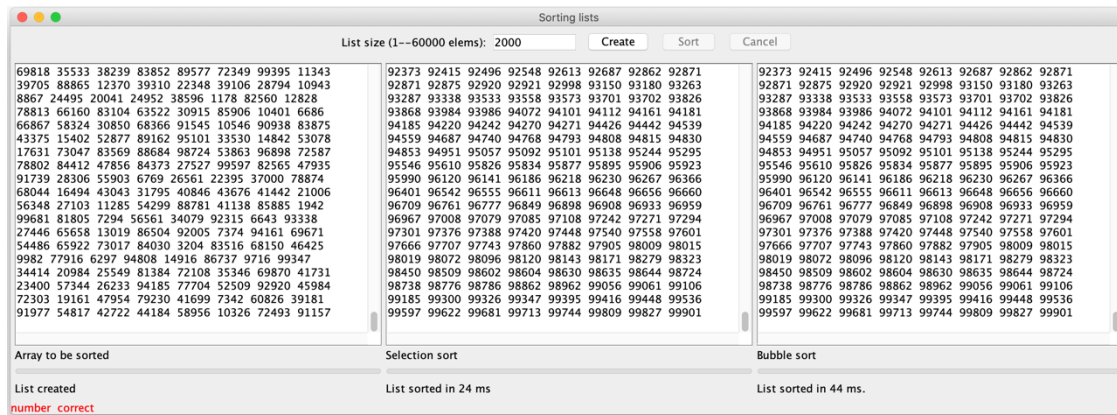 Sorting lists
List size (1--60000 elems): 2000 Create Sort Cancel
69818 35533 38239 83852 89577 72349 99395 11343
39705 88865 12370 39310 22348 39106 28794 10943
8867 24495 20041 24952 38596 1178 82560 12828
78813 66160 83104 63522 30915 85906 10401 6686
66867 58324 30850 68366 91545 10546 90938 83875
43375 15402 52877 89162 95101 33530 14842 53078
17631 73047 83569 88684 98724 53863 96898 72587
78802 84412 47856 84373 27527 99597 82565 47935
91739 28306 55903 6769 26561 22395 37000 78874
68044 16494 43043 31795 40846 43676 41442 21006
56348 27103 11285 54299 88781 41138 85885 1942
99681 81805 7294 56561 34079 92315 6643 93338
27446 65658 13019 86504 92005 7374 94161 69671
54486 65922 73017 84030 3204 83516 68150 46425
9982 77916 6297 94808 14916 86737 9716 99347
34414 20984 25549 81384 72108 35346 69870 41731
23400 57344 26233 94185 77704 52509 92920 45984
72303 19161 47954 79230 41699 7342 60826 39181
91977 54817 42722 44184 58956 10326 72493 91157
Array to be sorted
List created
92373 92415 92496 92548 92613 92687 92862 92871
92871 92875 92920 92921 92998 93150 93180 93263
93287 93338 93533 93558 93573 93701 93702 93826
93868 93984 93986 94072 94101 94112 94161 94181
94185 94220 94242 94270 94271 94426 94442 94539
94559 94687 94740 94768 94793 94808 94815 94830
94853 94951 95057 95092 95101 95138 95244 95295
95546 95610 95826 95834 95877 95895 95906 95923
95990 96120 96141 96186 96218 96230 96267 96366
96401 96542 96555 96611 96613 96648 96656 96660
96709 96761 96777 96849 96898 96908 96933 96959
96967 97008 97079 97085 97108 97242 97271 97294
97301 97376 97388 97420 97448 97540 97558 97601
97666 97707 97743 97860 97882 97905 98009 98015
98019 98072 98096 98120 98143 98171 98279 98323
98450 98509 98602 98604 98630 98635 98644 98724
98738 98776 98786 98862 98962 99056 99061 99106
99185 99300 99326 99347 99395 99416 99448 99536
99597 99622 99681 99713 99744 99809 99827 99901
Selection sort
List sorted in 24 ms
92373 92415 92496 92548 92613 92687 92862 92871
92871 92875 92920 92921 92998 93150 93180 93263
93287 93338 93533 93558 93573 93701 93702 93826
93868 93984 93986 94072 94101 94112 94161 94181
94185 94220 94242 94270 94271 94426 94442 94539
94559 94687 94740 94768 94793 94808 94815 94830
94853 94951 95057 95092 95101 95138 95244 95295
95546 95610 95826 95834 95877 95895 95906 95923
95990 96120 96141 96186 96218 96230 96267 96366
96401 96542 96555 96611 96613 96648 96656 96660
96709 96761 96777 96849 96898 96908 96933 96959
96967 97008 97079 97085 97108 97242 97271 97294
97301 97376 97388 97420 97448 97540 97558 97601
97666 97707 97743 97860 97882 97905 98009 98015
98019 98072 98096 98120 98143 98171 98279 98323
98450 98509 98602 98604 98630 98635 98644 98724
98738 98776 98786 98862 98962 99056 99061 99106
99185 99300 99326 99347 99395 99416 99448 99536
99597 99622 99681 99713 99744 99809 99827 99901
Bubble sort
List sorted in 44 ms.
number correct